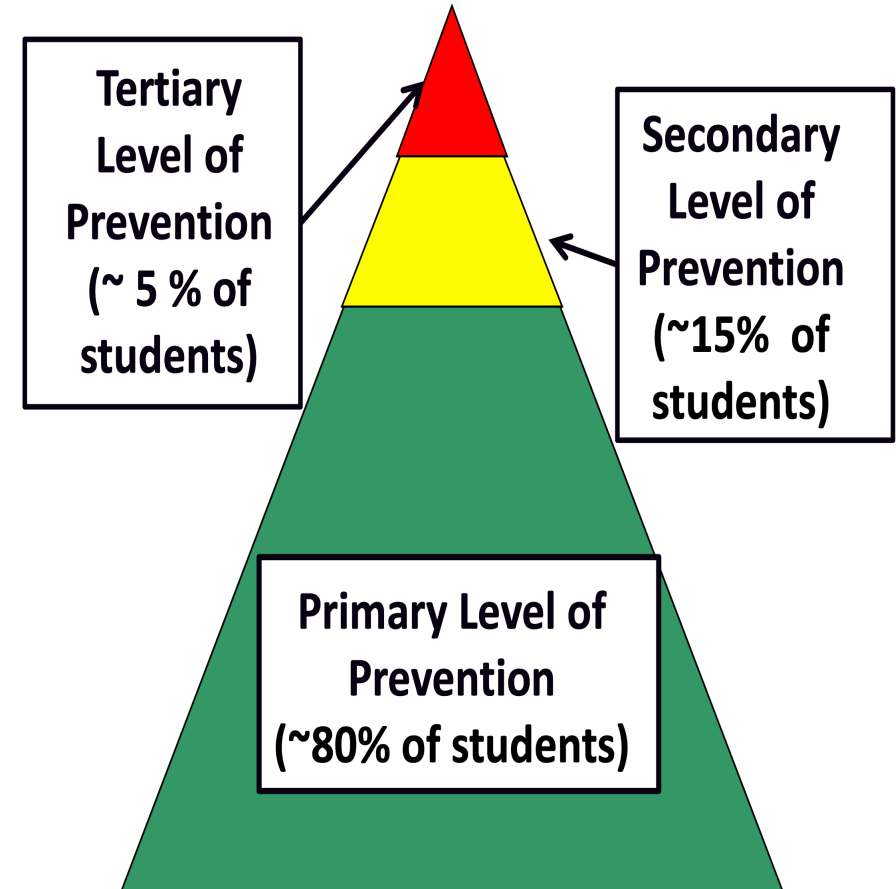 Tertiary
Level of
Prevention
(~ 5 % of
students)
Secondary
Level of
Prevention
(~15% of
students)
Primary Level of
Prevention
(~80% of students)